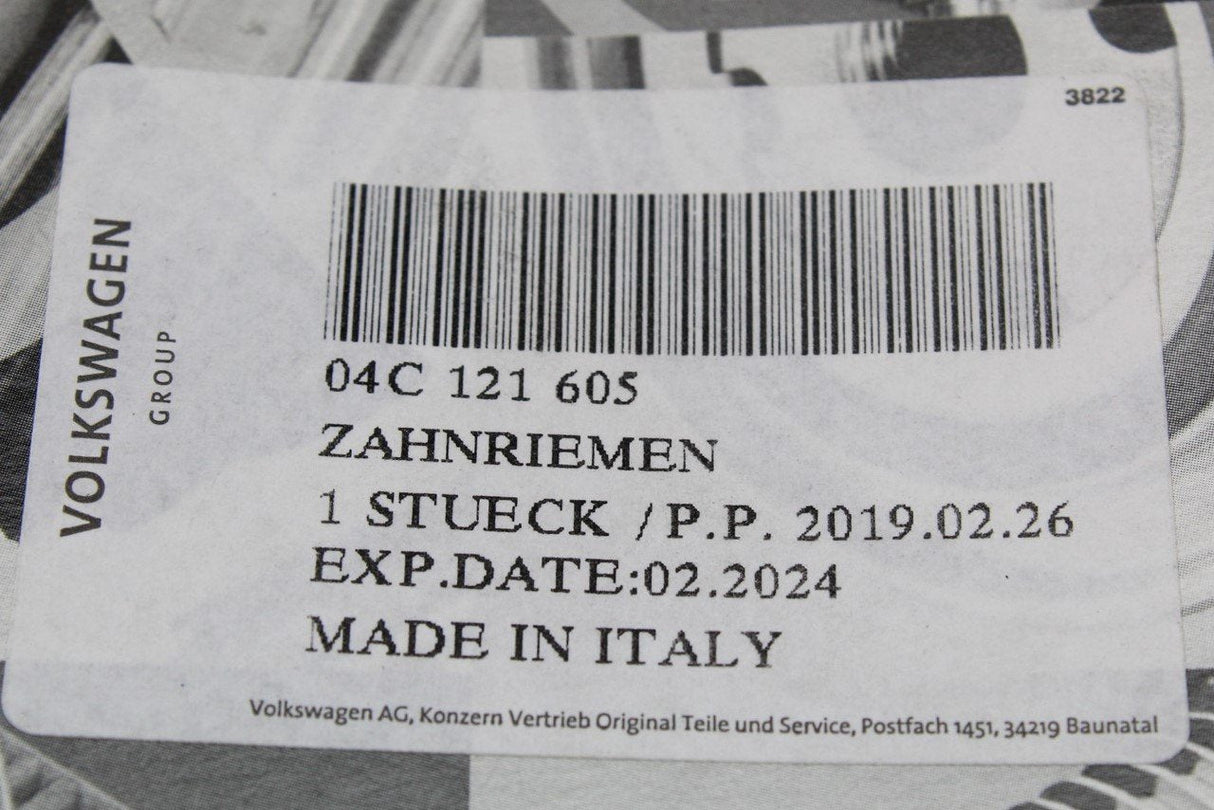 3822
VOLKSWAGEN
GROUP
04C 121 605
ZAHNRIEMEN
1 STUECK /P.P. 2019.02.26
EXP.DATE:02.2024
MADE IN ITALY
Volkswagen AG, Konzern Vertrieb Original Teile und Service, Postfach 1451, 34219 Baunatal